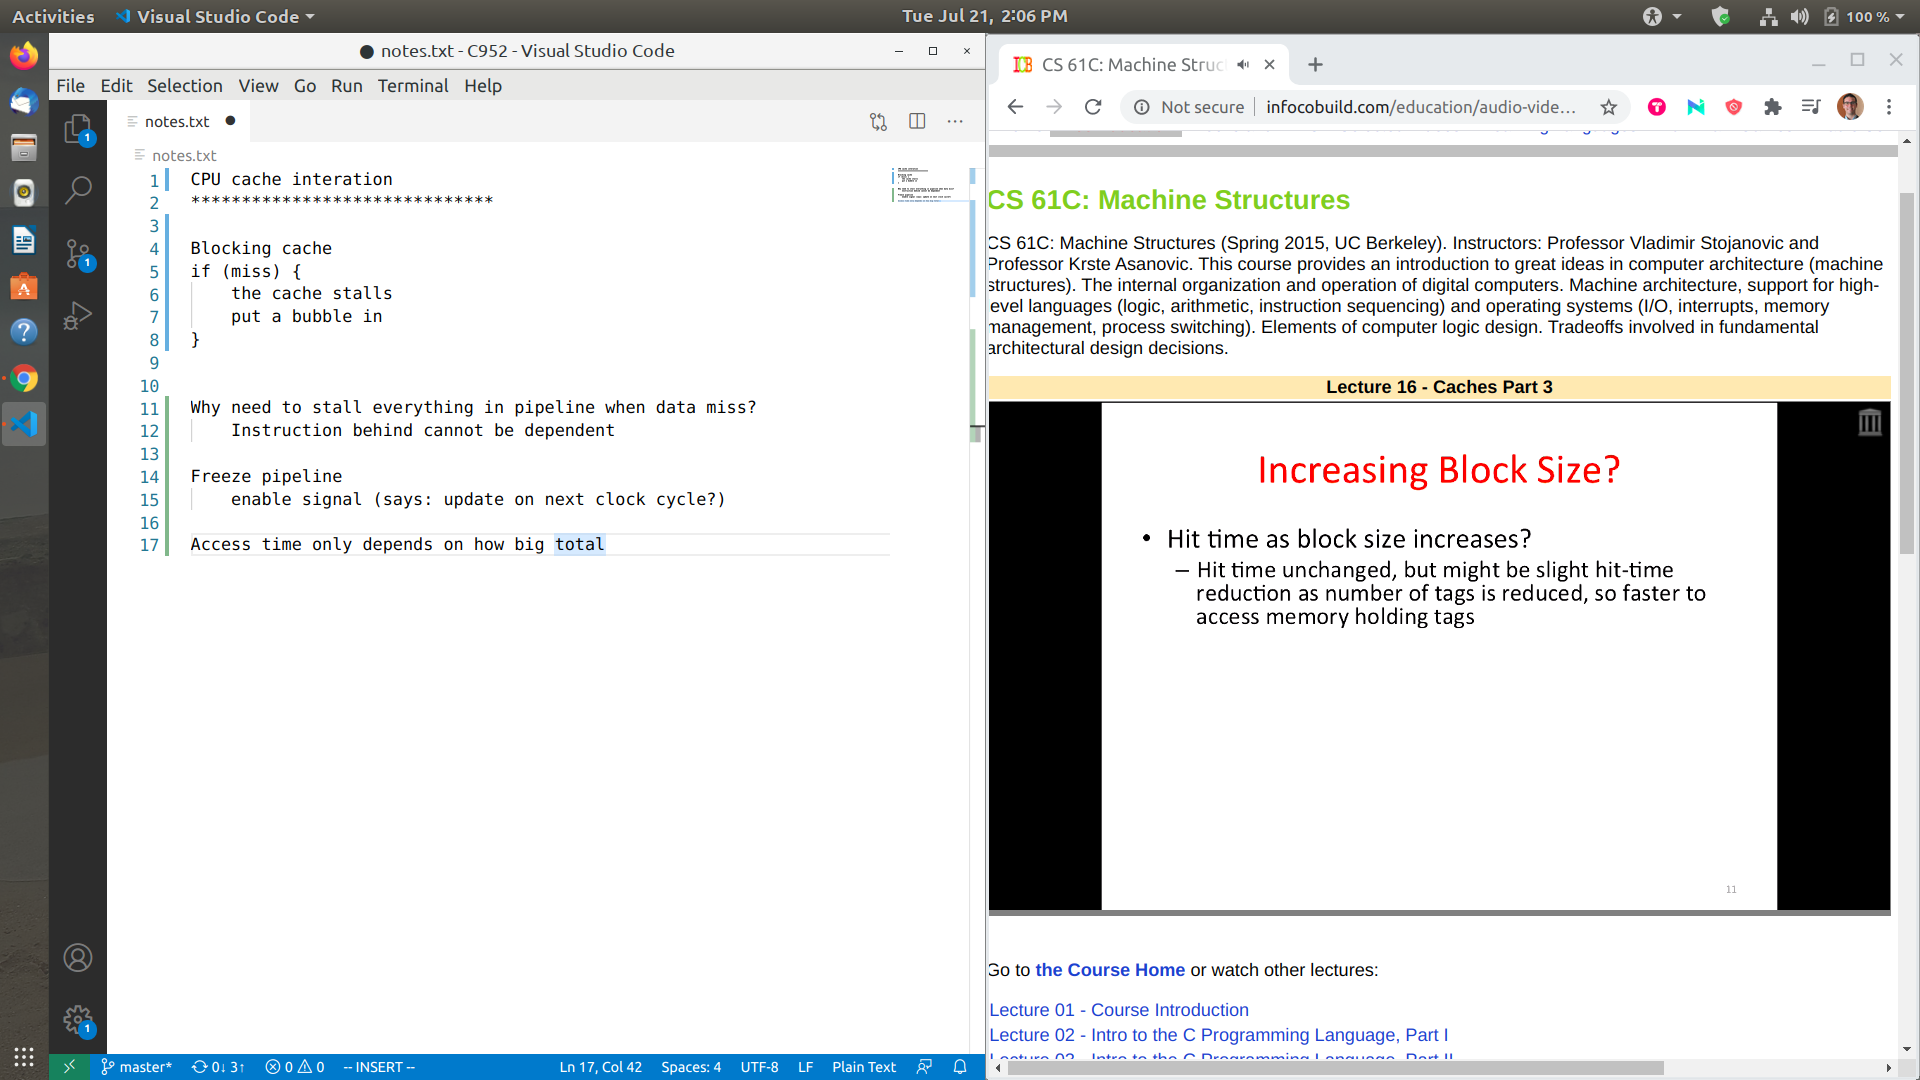 Activities
Visual Studio Code
Tue Jul 21, 2:06 PM
100 %
notes.txt - C952 - Visual Studio Code
File Edit Selection View Go Run Terminal Help
notes.txt
notes.txt
1 CPU cache interation
2 ******************************
3
4 Blocking cache
5 if (miss) {
6 the cache stalls
7 put a bubble in
8 }
9
10
11 Why need to stall everything in pipeline when data miss?
12 Instruction behind cannot be dependent
13
14 Freeze pipeline
15 enable signal (says: update on next clock cycle?)
16
17 Access time only depends on how big total
1
1
1
master* 0↓ 3↑ 0 0 -- INSERT -- Ln 17, Col 42 Spaces: 4 UTF-8 LF Plain Text
CS 61C: Machine Struc
Not secure infocobuild.com/education/audio-vide...
CS 61C: Machine Structures
CS 61C: Machine Structures (Spring 2015, UC Berkeley). Instructors: Professor Vladimir Stojanovic and
Professor Krste Asanovic. This course provides an introduction to great ideas in computer architecture (machine
structures). The internal organization and operation of digital computers. Machine architecture, support for high-
level languages (logic, arithmetic, instruction sequencing) and operating systems (I/O, interrupts, memory
management, process switching). Elements of computer logic design. Tradeoffs involved in fundamental
architectural design decisions.
Lecture 16 - Caches Part 3
Increasing Block Size?
• Hit time as block size increases?
– Hit time unchanged, but might be slight hit-time
reduction as number of tags is reduced, so faster to
access memory holding tags
11
Go to the Course Home or watch other lectures:
Lecture 01 - Course Introduction
Lecture 02 - Intro to the C Programming Language, Part I
Lecture 03 - Intro to the C Programming Language, Part II